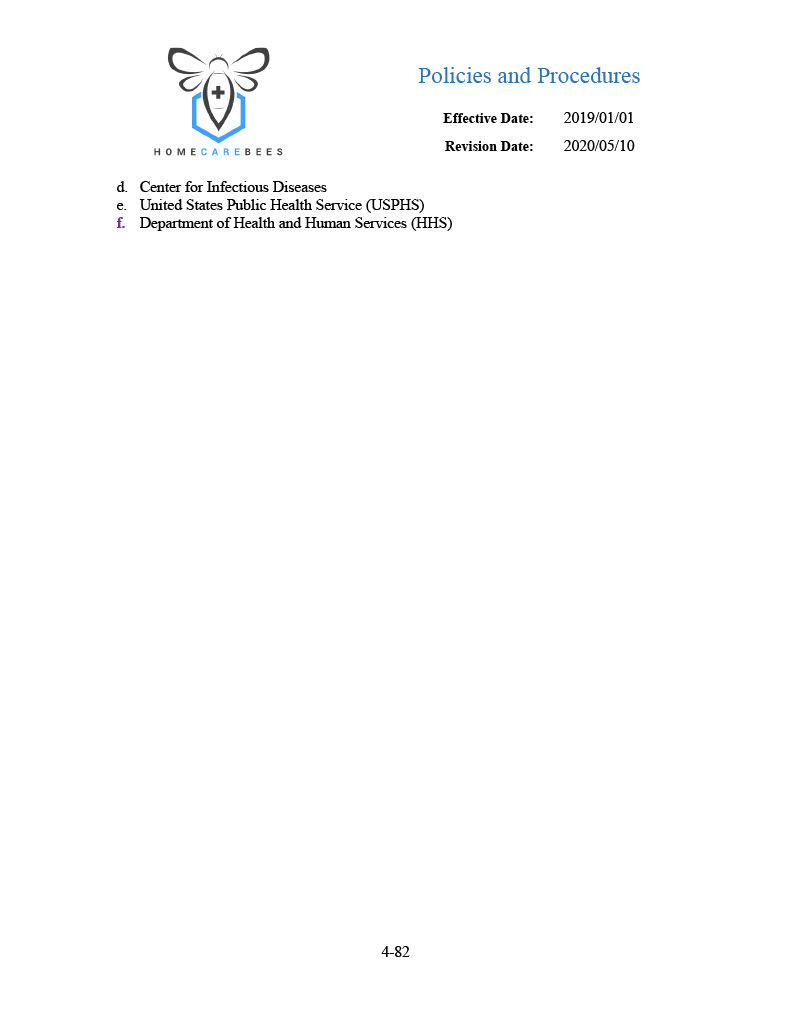 HOMECAREBEES
Policies and Procedures
Effective Date: 2019/01/01
Revision Date: 2020/05/10
d. Center for Infectious Diseases
e. United States Public Health Service (USPHS)
f. Department of Health and Human Services (HHS)
4-82